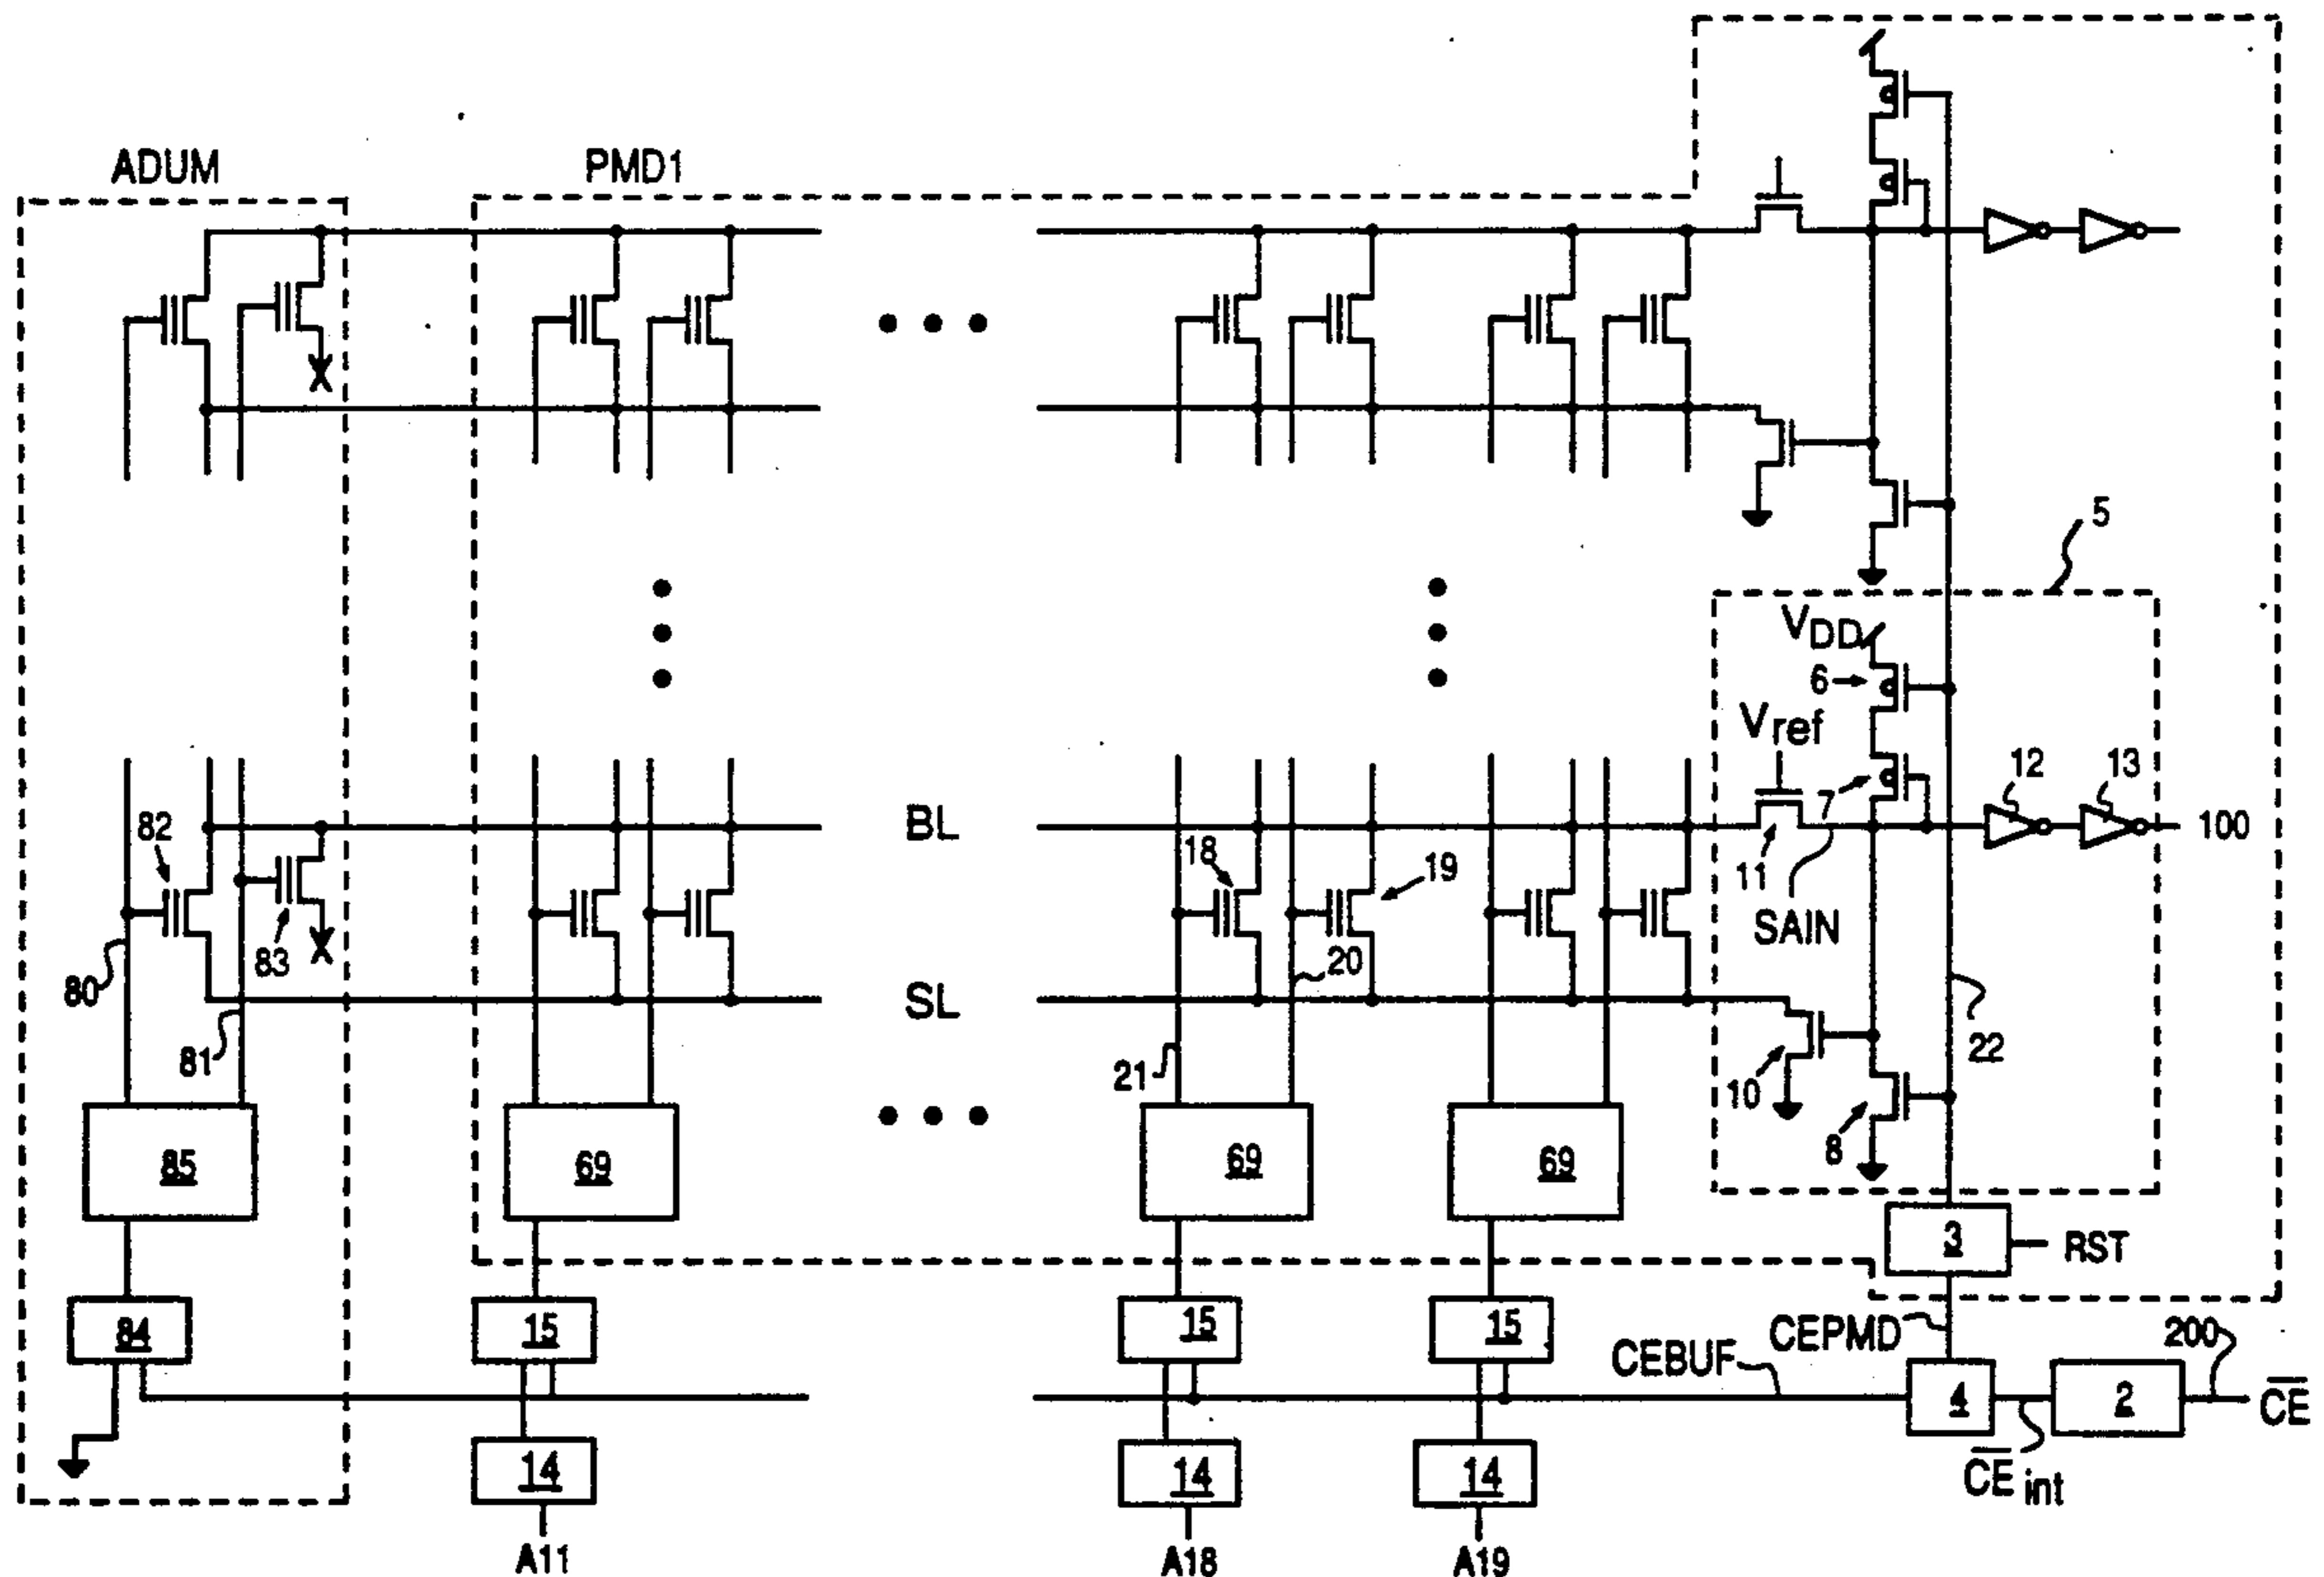 ADUM
PMD1
5
VDD
6
Vref
82
BL
7
12
13
100
18
19
11
SAIN
83
80
20
SL
22
81
21
10
8
85
69
69
69
3
RST
84
15
15
15
CEPMD
200
CEBUF
4
2
C̅E̅
14
14
14
C̅E̅ int
A11
A18
A19